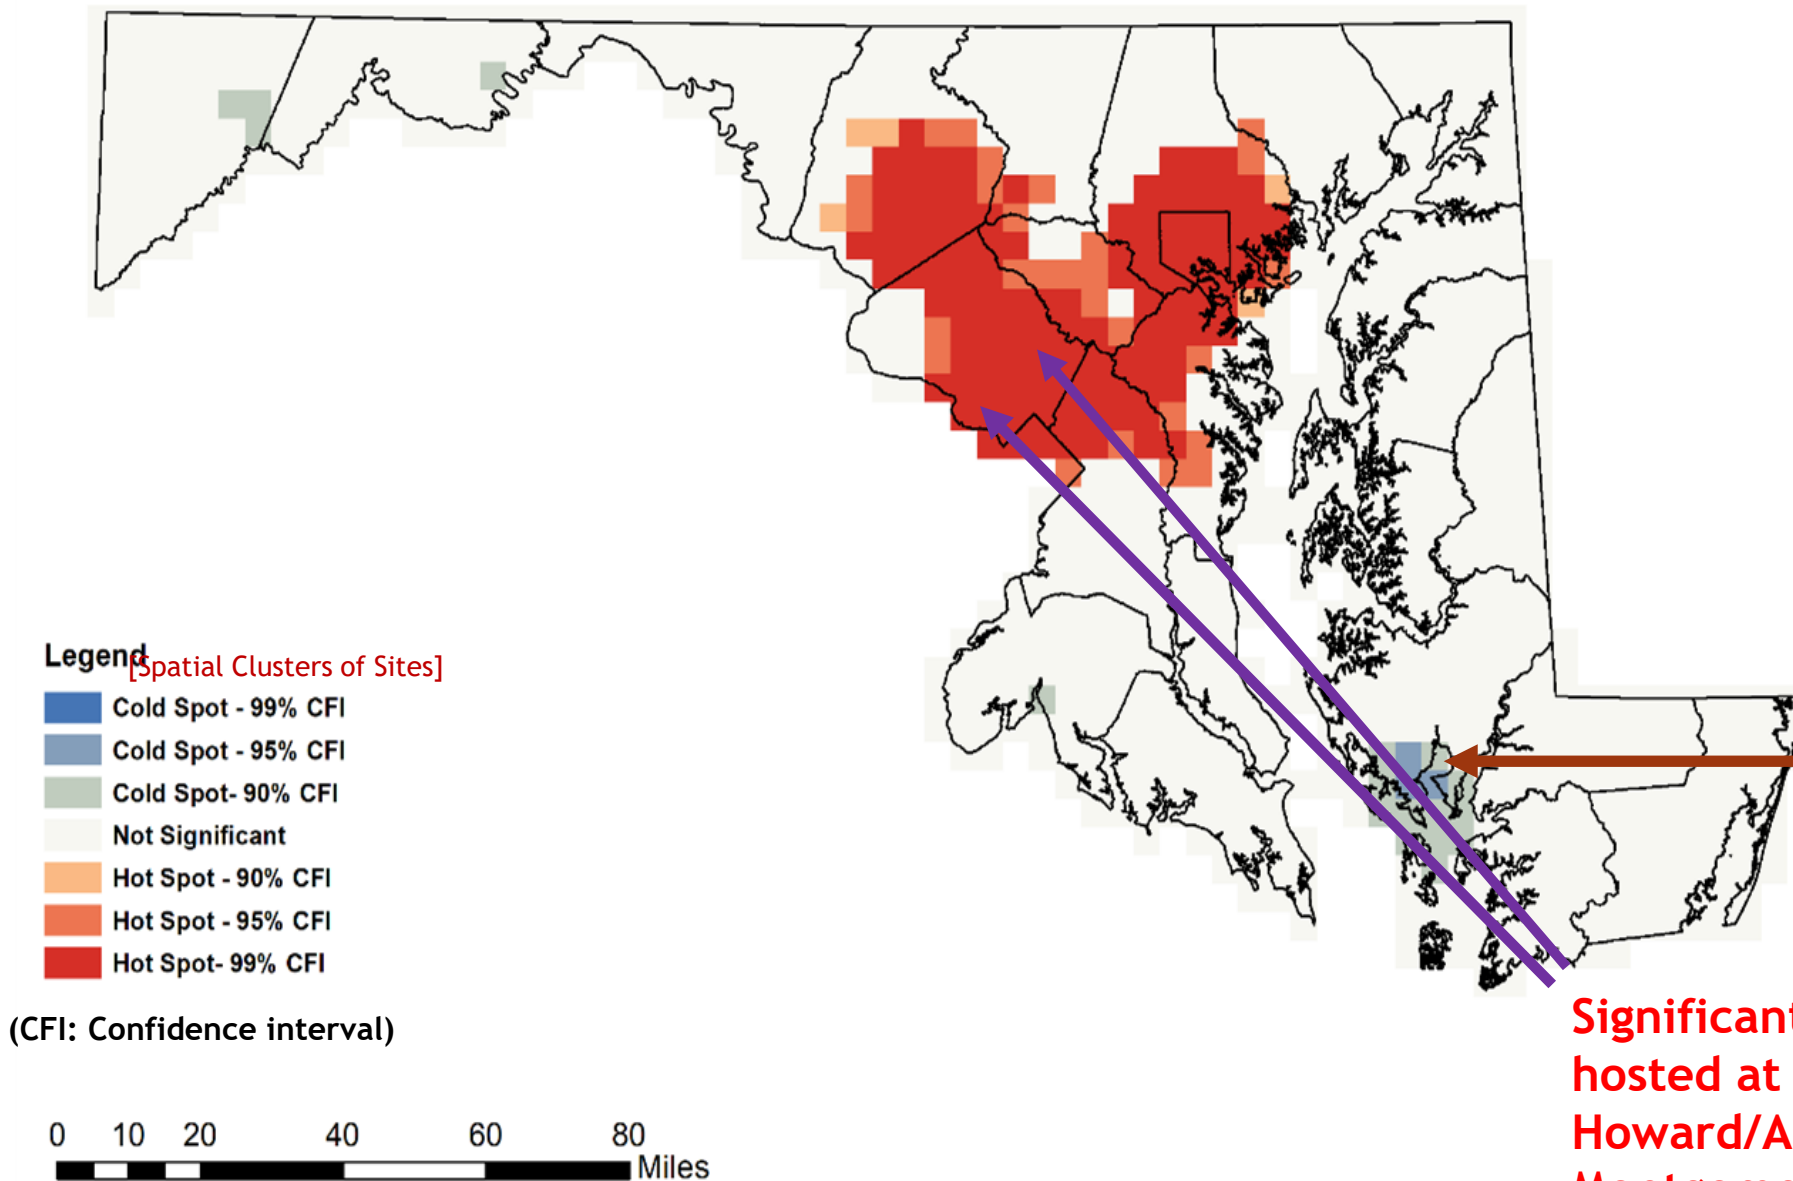 Legend
[Spatial Clusters of Sites]
Cold Spot - 99% CFI
Cold Spot - 95% CFI
Cold Spot- 90% CFI
Not Significant
Hot Spot - 90% CFI
Hot Spot - 95% CFI
Hot Spot- 99% CFI
(CFI: Confidence interval)
0 10 20 40 60 80
Miles
Significant
hosted at
Howard/A